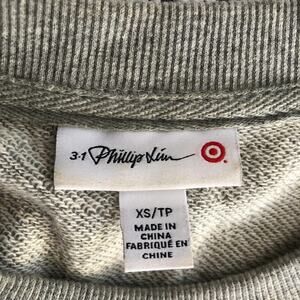 3·1 Phillip Lim
XS/TP
MADE IN
CHINA
FABRIQUÉ EN
CHINE